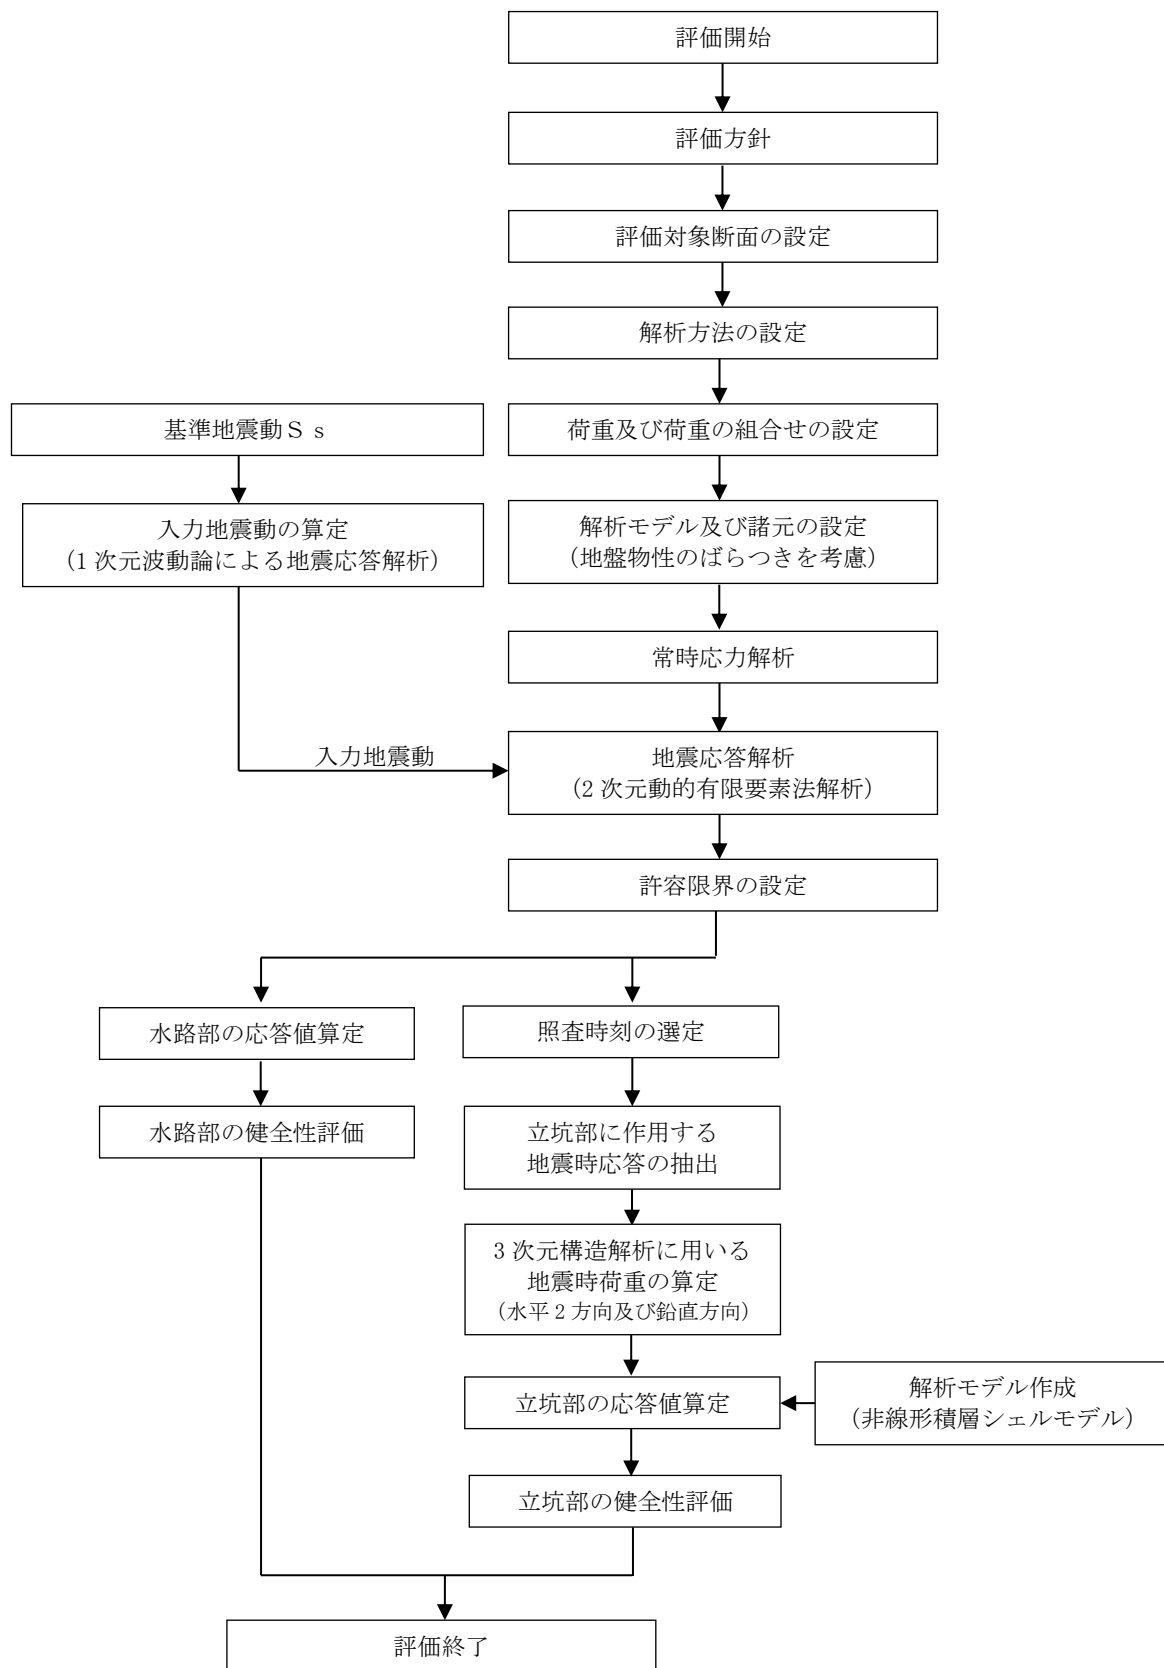 評価開始
評価方針
評価対象断面の設定
解析方法の設定
基準地震動Ｓｓ
荷重及び荷重の組合せの設定
入力地震動の算定
（1 次元波動論による地震応答解析）
解析モデル及び諸元の設定
（地盤物性のばらつきを考慮）
常時応力解析
入力地震動
地震応答解析
（2 次元動的有限要素法解析）
許容限界の設定
水路部の応答値算定
照査時刻の選定
水路部の健全性評価
立坑部に作用する
地震時応答の抽出
3 次元構造解析に用いる
地震時荷重の算定
（水平 2 方向及び鉛直方向）
立坑部の応答値算定
解析モデル作成
（非線形積層シェルモデル）
立坑部の健全性評価
評価終了